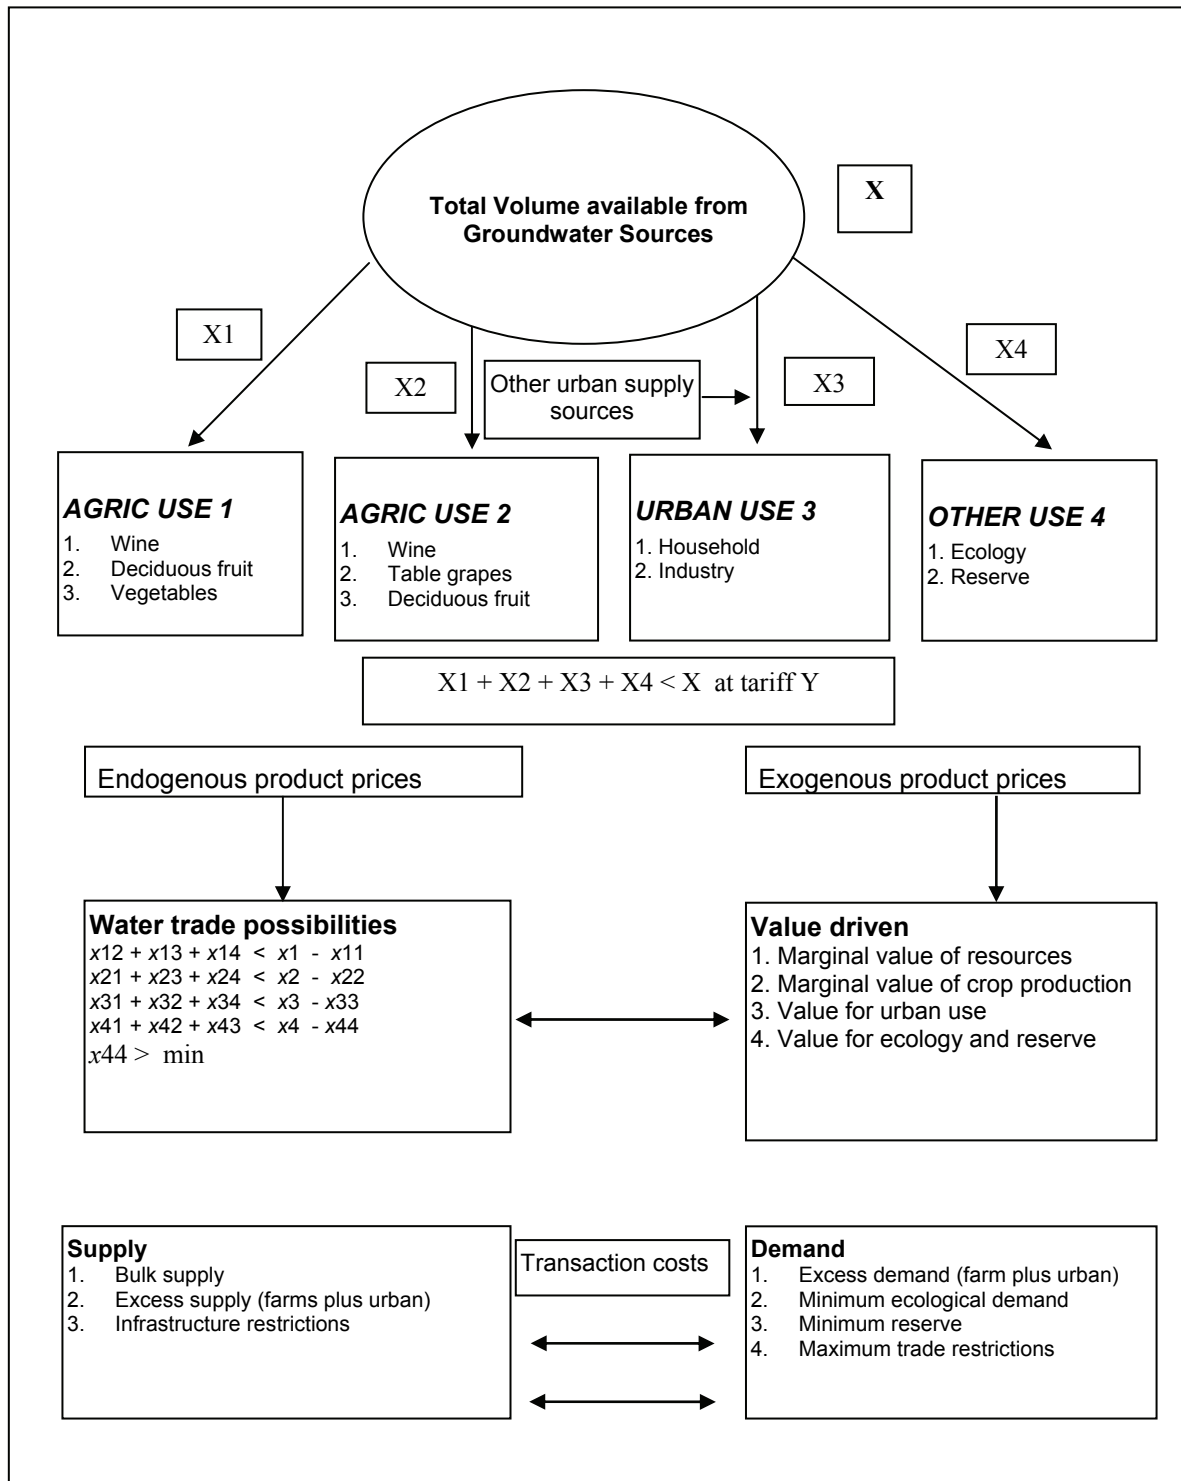 Total Volume available from
Groundwater Sources
X
X1
X2
Other urban supply
sources
X3
X4
AGRIC USE 1
1. Wine
2. Deciduous fruit
3. Vegetables
AGRIC USE 2
1. Wine
2. Table grapes
3. Deciduous fruit
URBAN USE 3
1. Household
2. Industry
OTHER USE 4
1. Ecology
2. Reserve
X1 + X2 + X3 + X4 < X at tariff Y
Endogenous product prices
Exogenous product prices
Water trade possibilities
x12 + x13 + x14 < x1 - x11
x21 + x23 + x24 < x2 - x22
x31 + x32 + x34 < x3 - x33
x41 + x42 + x43 < x4 - x44
x44 > min
Value driven
1. Marginal value of resources
2. Marginal value of crop production
3. Value for urban use
4. Value for ecology and reserve
Supply
1. Bulk supply
2. Excess supply (farms plus urban)
3. Infrastructure restrictions
Transaction costs
Demand
1. Excess demand (farm plus urban)
2. Minimum ecological demand
3. Minimum reserve
4. Maximum trade restrictions